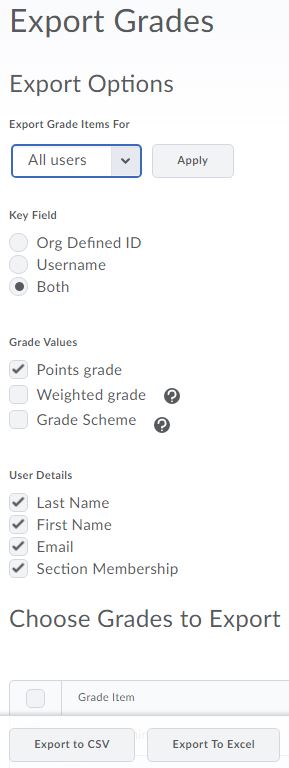 Export Grades
Export Options
Export Grade Items For
All users
Apply
Key Field
Org Defined ID
Username
Both
Grade Values
Points grade
Weighted grade ?
Grade Scheme ?
User Details
Last Name
First Name
Email
Section Membership
Choose Grades to Export
Grade Item
Export to CSV
Export To Excel